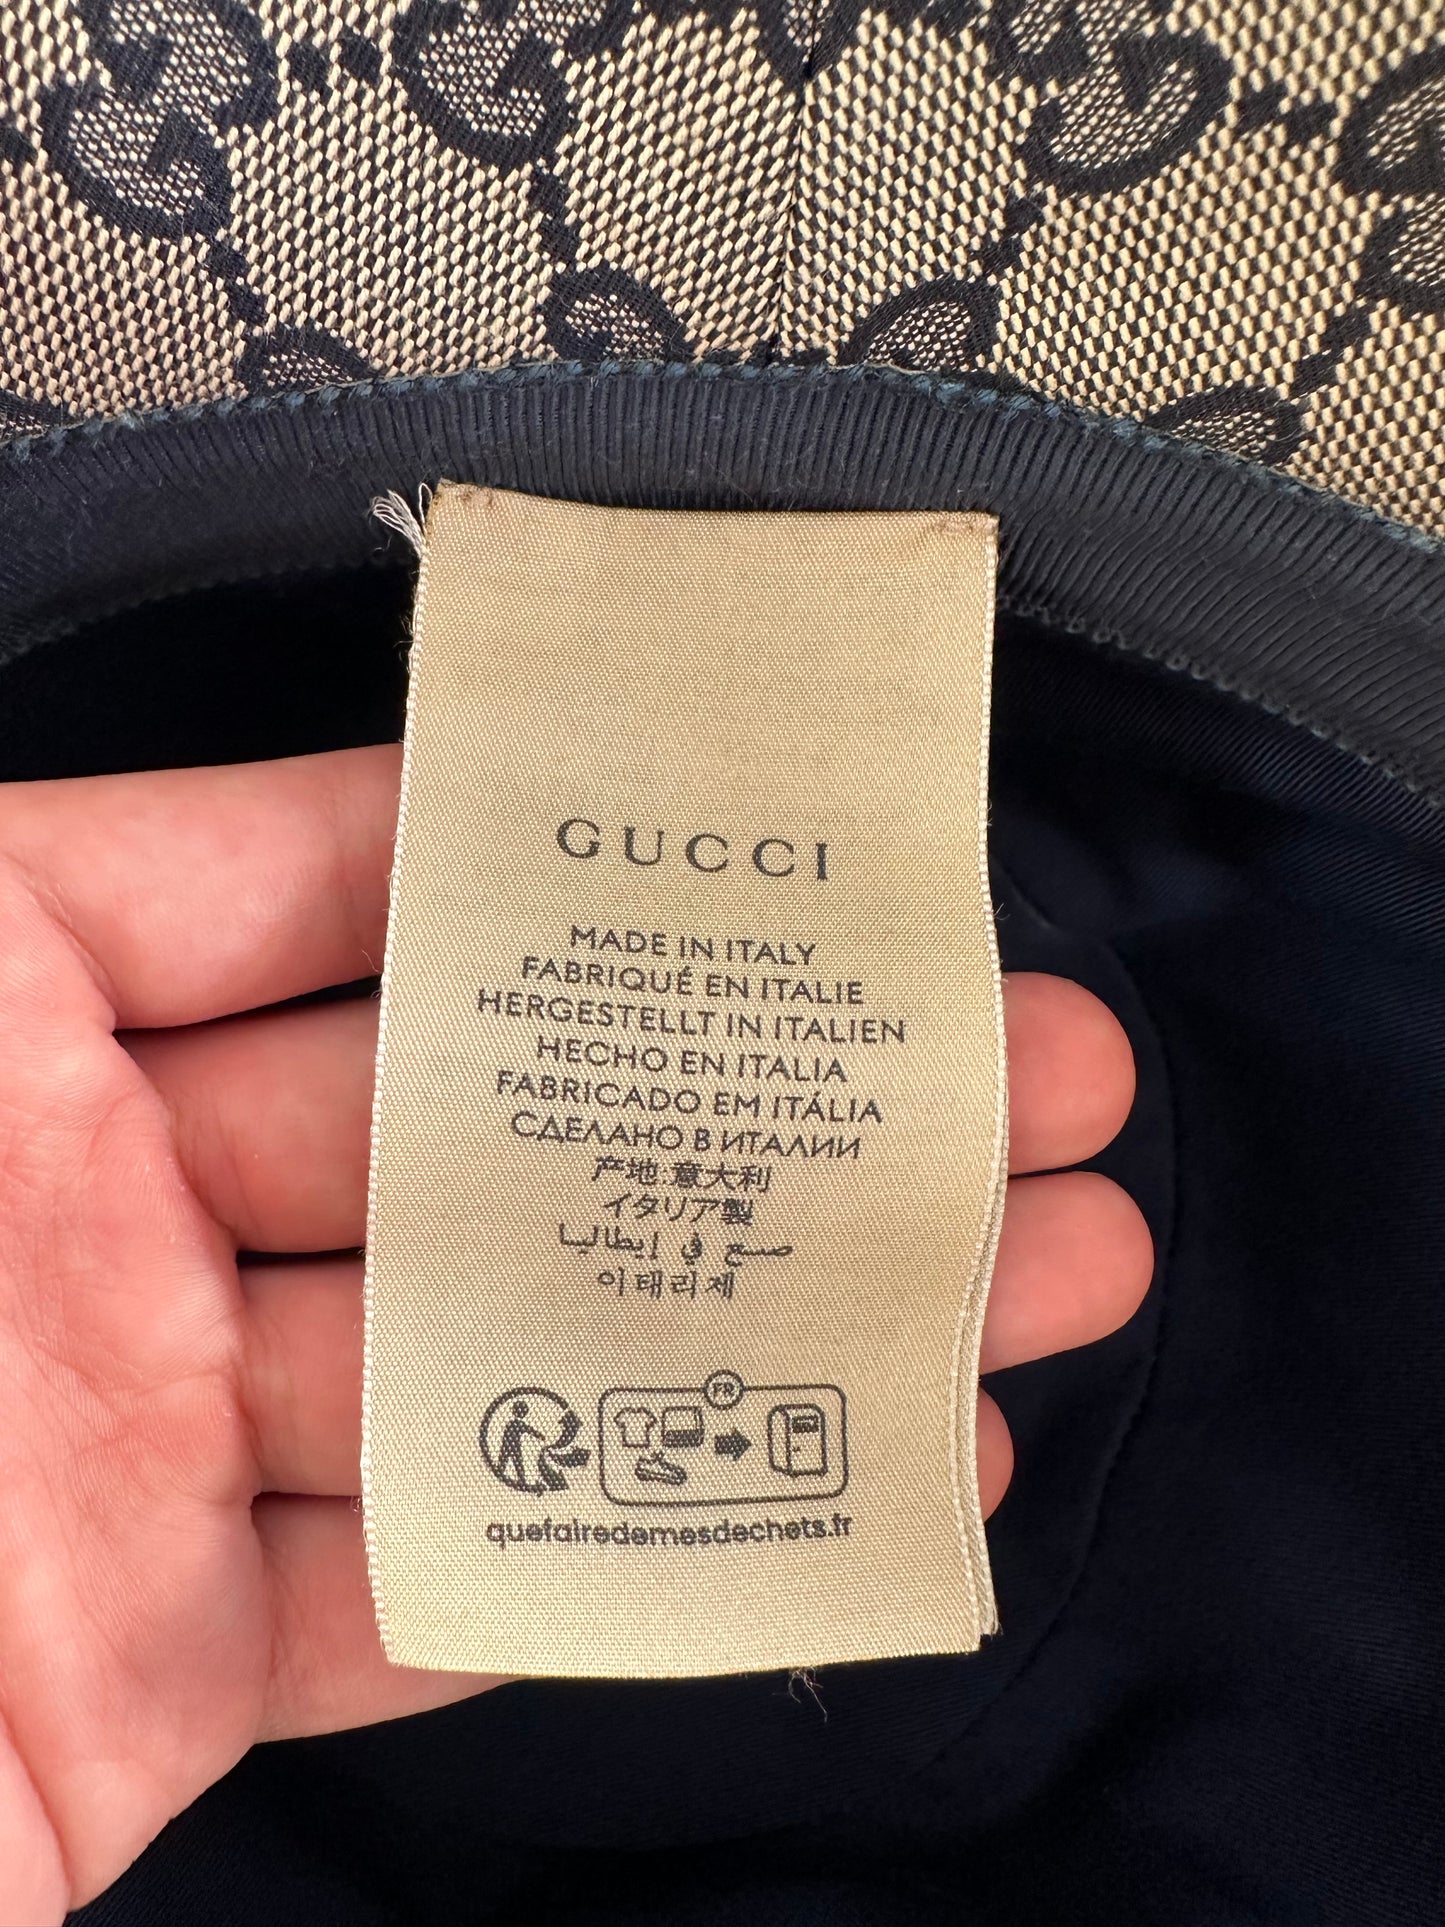 GUCCI
MADE IN ITALY
FABRIQUÉ EN ITALIE
HERGESTELLT IN ITALIEN
HECHO EN ITALIA
FABRICADO EM ITÁLIA
СДЕЛАНО В ИТАЛИИ
产地:意大利
イタリア製
صنع في إيطاليا
이태리제
FR
quefairedemesdechets.fr